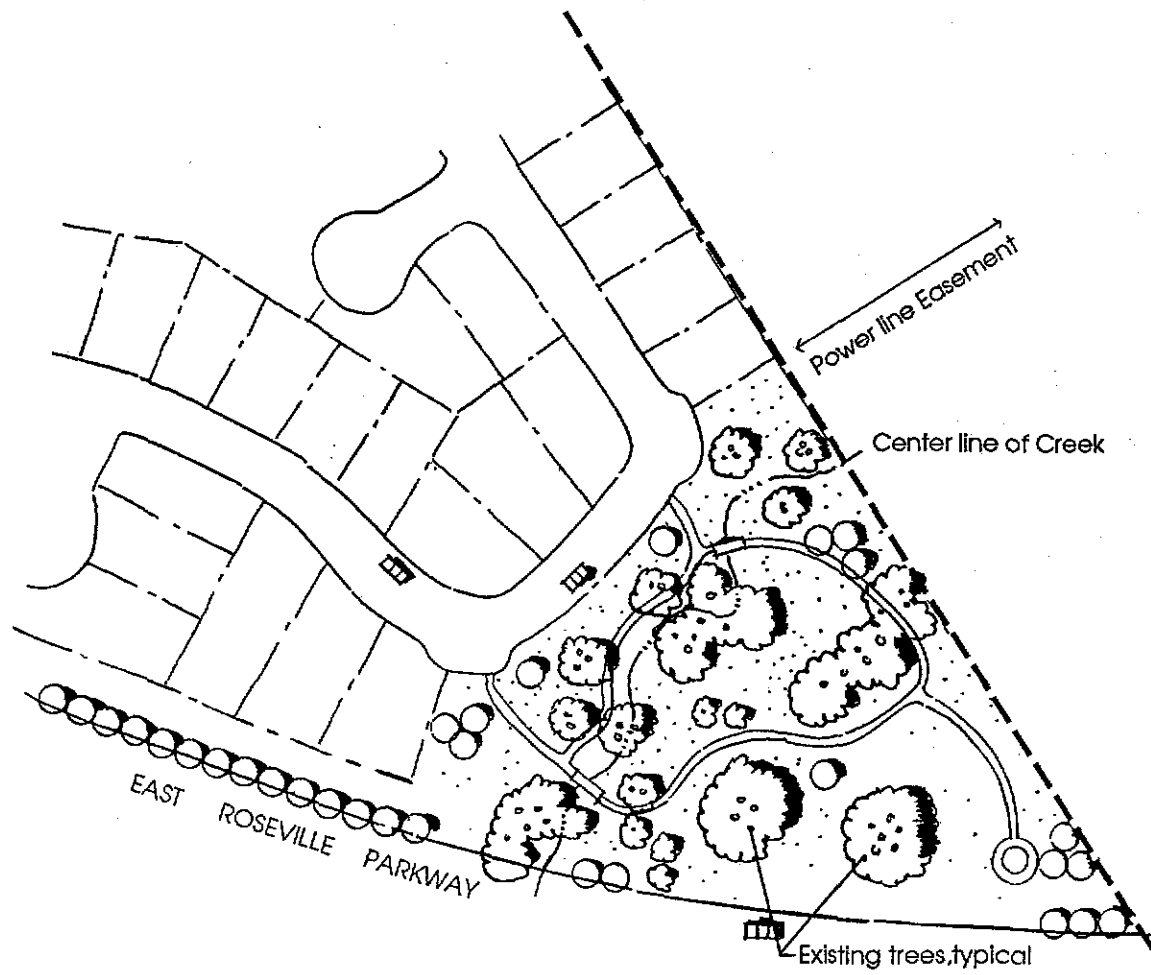 Power line Easement
Center line of Creek
EAST ROSEVILLE PARKWAY
Existing trees,typical